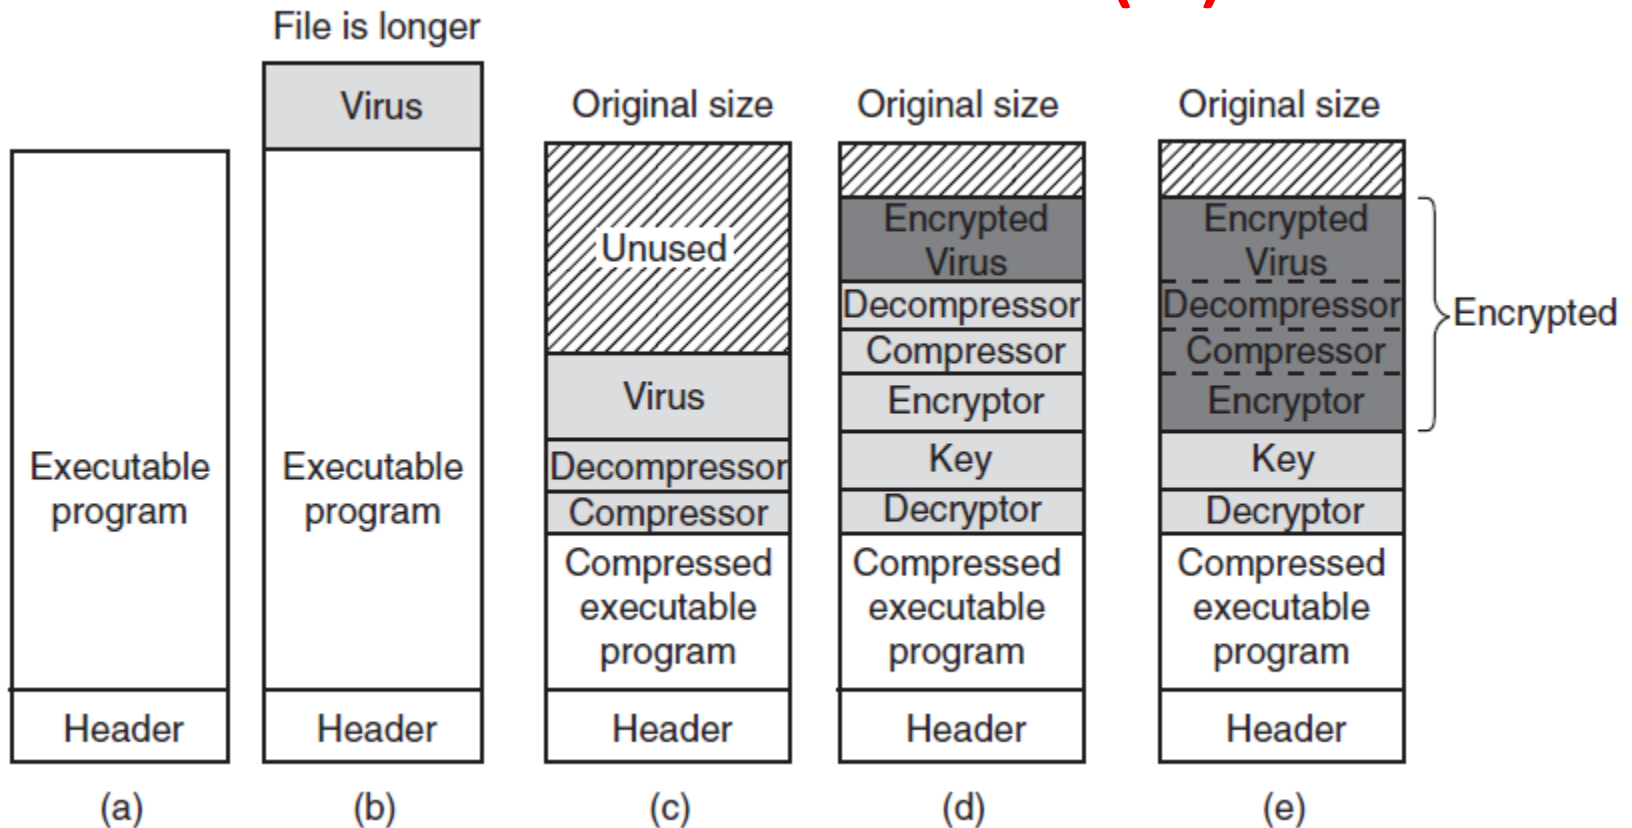 File is longer
Executable
program
Header
(a)
Virus
Executable
program
Header
(b)
Original size
Unused
Virus
Decompressor
Compressor
Compressed
executable
program
Header
(c)
Original size
Encrypted
Virus
Decompressor
Compressor
Encryptor
Key
Decryptor
Compressed
executable
program
Header
(d)
Original size
Encrypted
Virus
Decompressor
Compressor
Encryptor
Key
Decryptor
Compressed
executable
program
Header
(e)
Encrypted